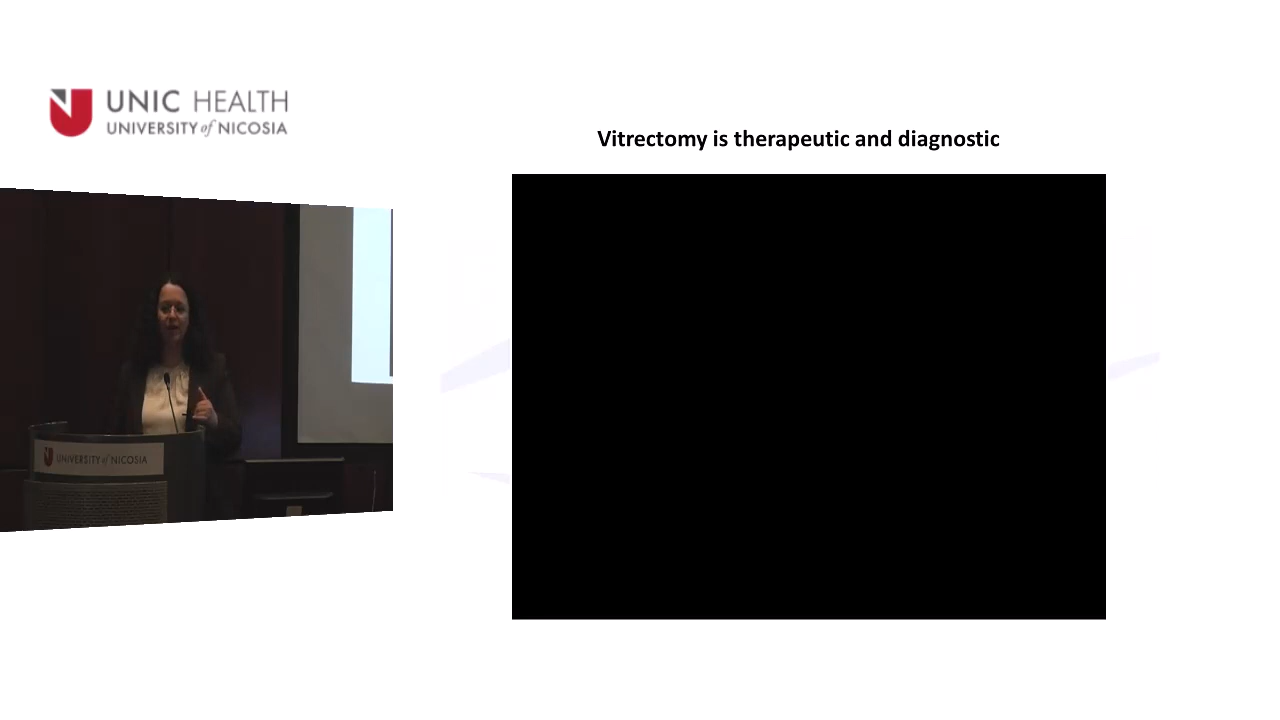 UNIC HEALTH
UNIVERSITY of NICOSIA
Vitrectomy is therapeutic and diagnostic
UNIVERSITY of NICOSIA